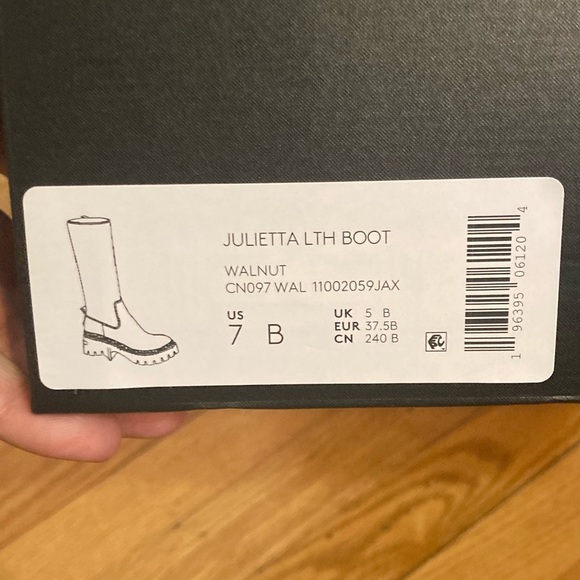 JULIETTA LTH BOOT
WALNUT
CN097 WAL 11002059JAX
US
7 B
UK 5 B
EUR 37.5B
CN 240 B
1 96395 06120 4